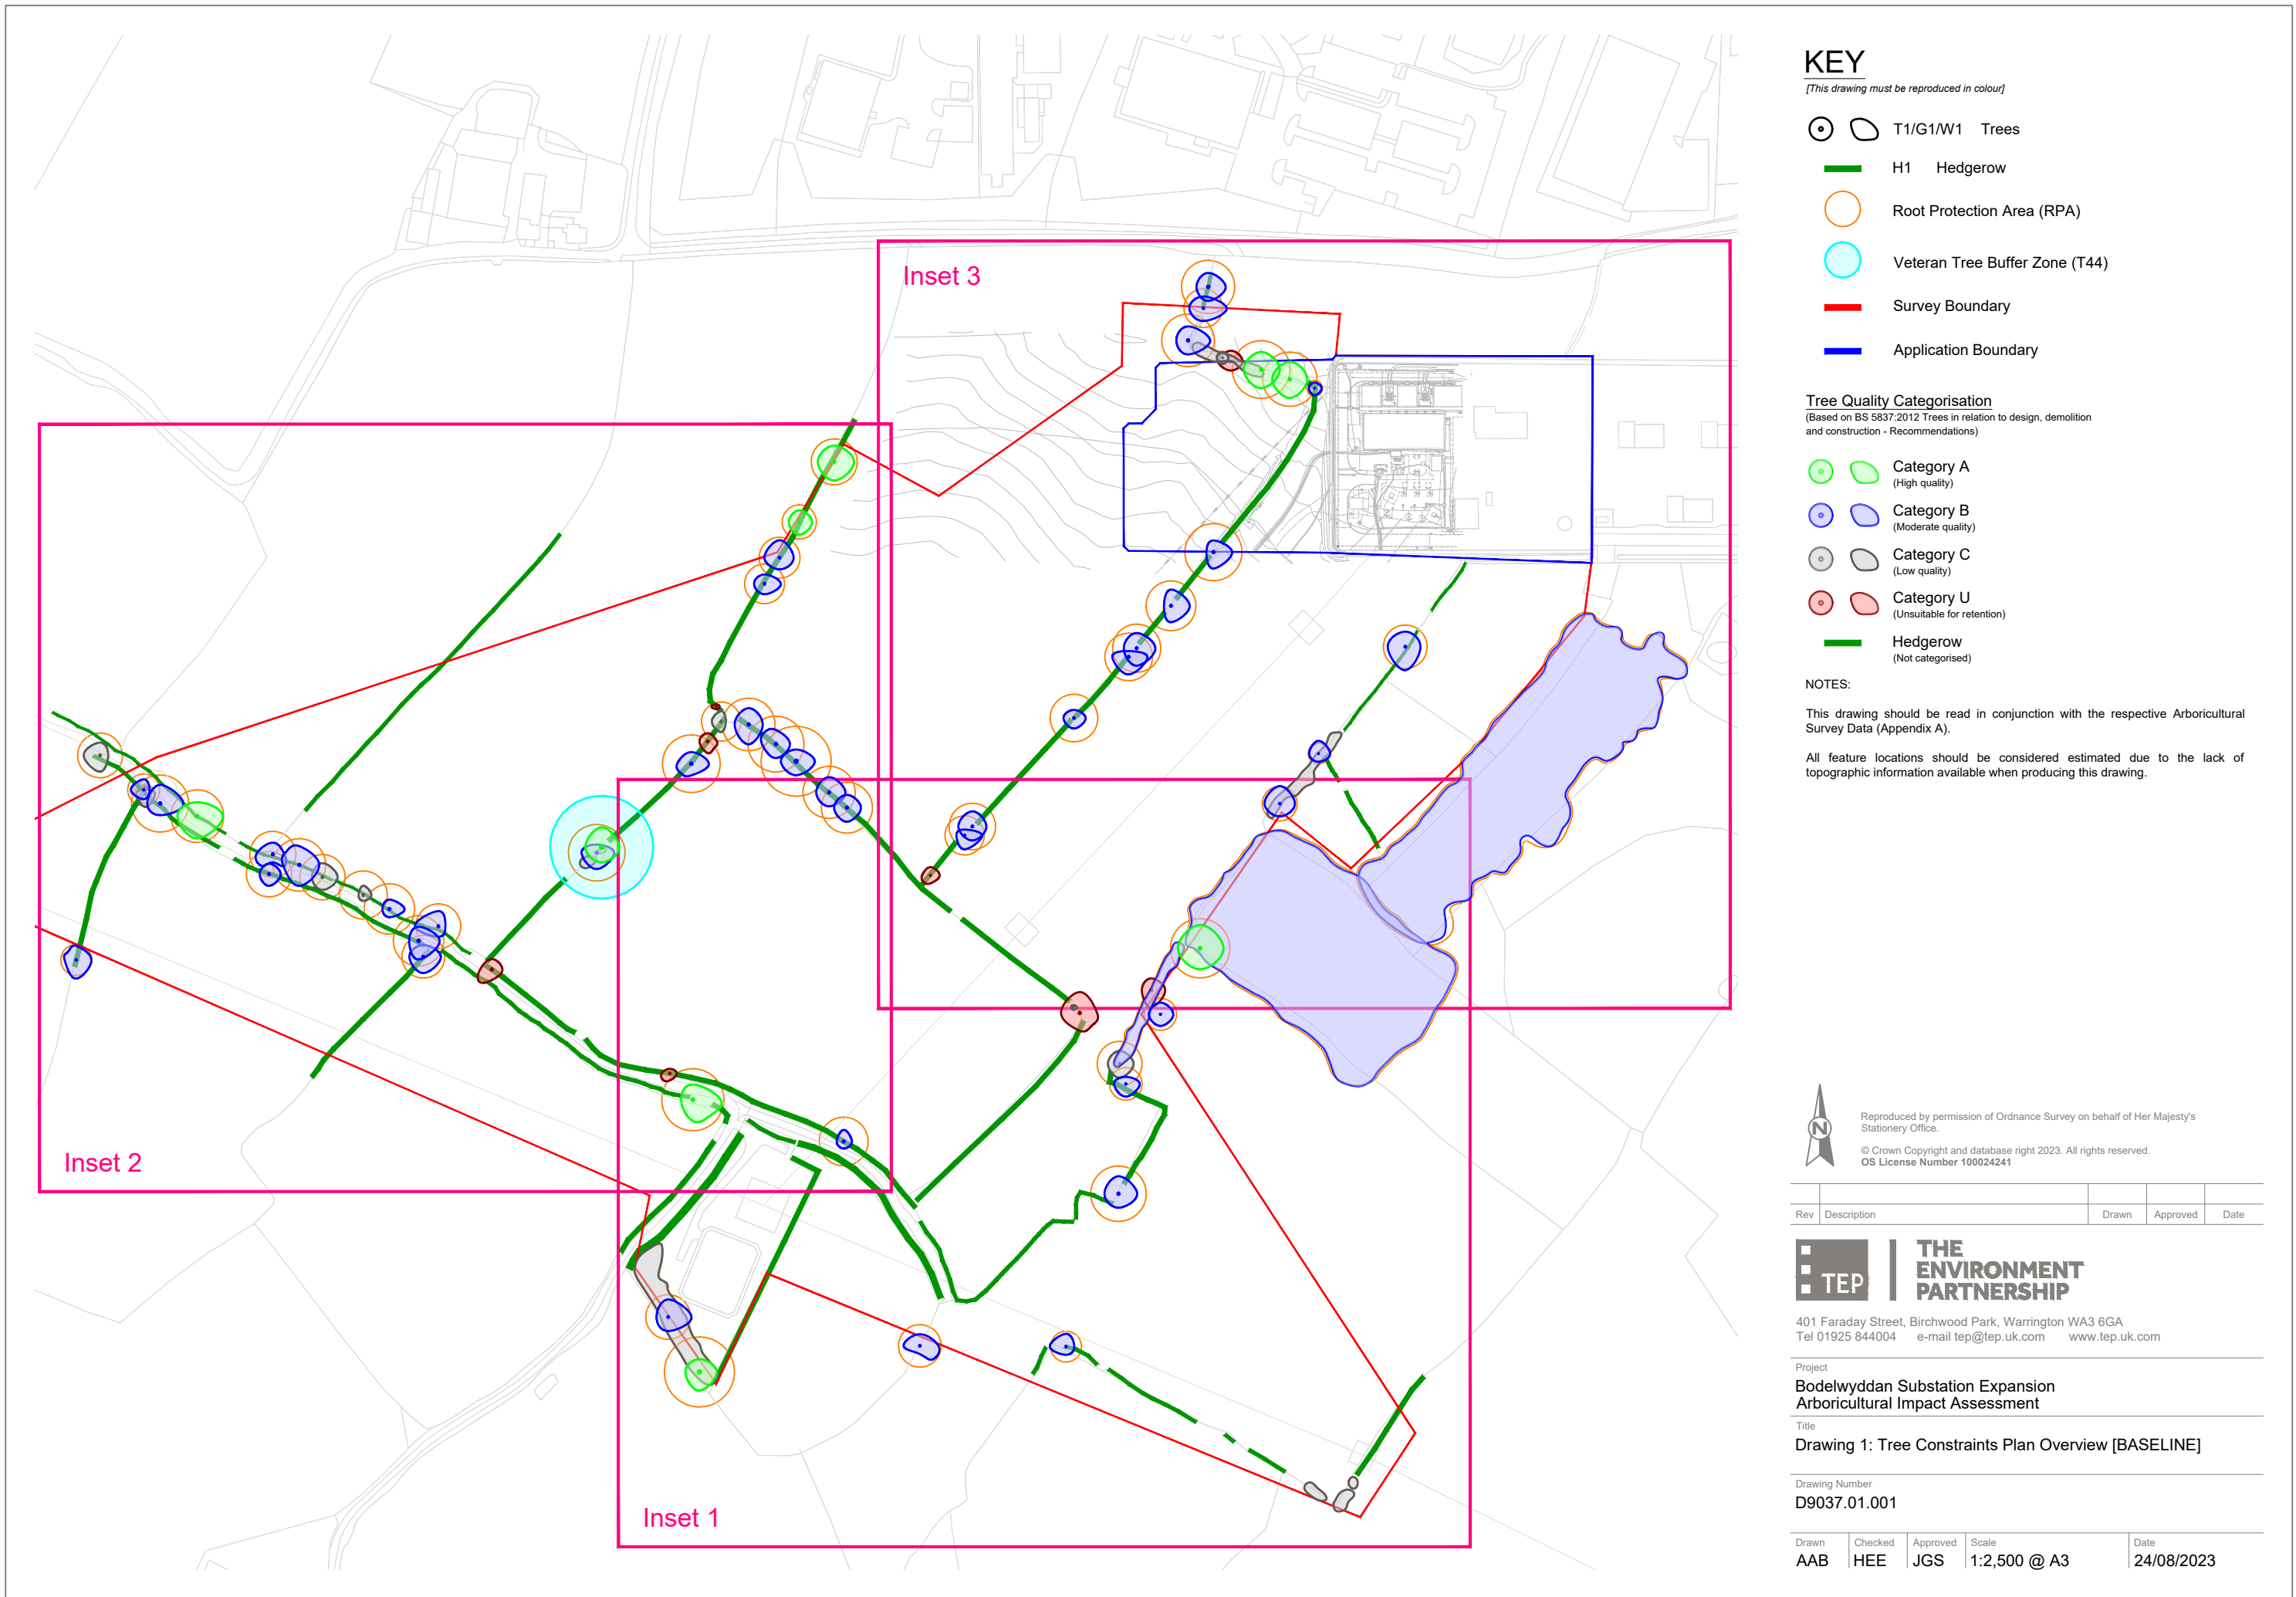 Inset 3
Inset 2
Inset 1
KEY
[This drawing must be reproduced in colour]
T1/G1/W1 Trees
H1 Hedgerow
Root Protection Area (RPA)
Veteran Tree Buffer Zone (T44)
Survey Boundary
Application Boundary
Tree Quality Categorisation
(Based on BS 5837:2012 Trees in relation to design, demolition
and construction - Recommendations)
Category A
(High quality)
Category B
(Moderate quality)
Category C
(Low quality)
Category U
(Unsuitable for retention)
Hedgerow
(Not categorised)
NOTES:
This drawing should be read in conjunction with the respective Arboricultural
Survey Data (Appendix A).
All feature locations should be considered estimated due to the lack of
topographic information available when producing this drawing.
N
Reproduced by permission of Ordnance Survey on behalf of Her Majesty's
Stationery Office.
© Crown Copyright and database right 2023. All rights reserved.
OS License Number 100024241
Rev Description Drawn Approved Date
TEP
THE
ENVIRONMENT
PARTNERSHIP
401 Faraday Street, Birchwood Park, Warrington WA3 6GA
Tel 01925 844004 e-mail tep@tep.uk.com www.tep.uk.com
Project
Bodelwyddan Substation Expansion
Arboricultural Impact Assessment
Title
Drawing 1: Tree Constraints Plan Overview [BASELINE]
Drawing Number
D9037.01.001
Drawn Checked Approved Scale Date
AAB HEE JGS 1:2,500 @ A3 24/08/2023